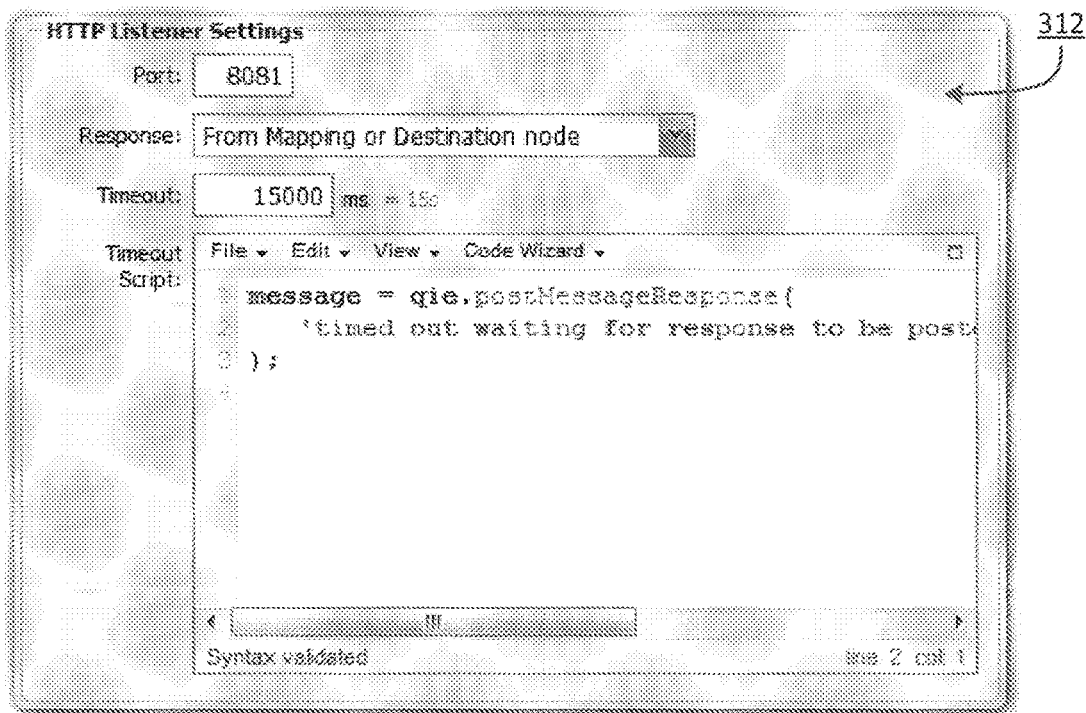 HTTP Listener Settings
312
Port: 8081
Response: From Mapping or Destination node
Timeout: 15000 ms = 15s
Timeout Script:
File Edit View Code Wizard
1 message = qie.postMessageResponse(
2 'timed out waiting for response to be poste
3 );
4
Syntax validated line 2 col 1